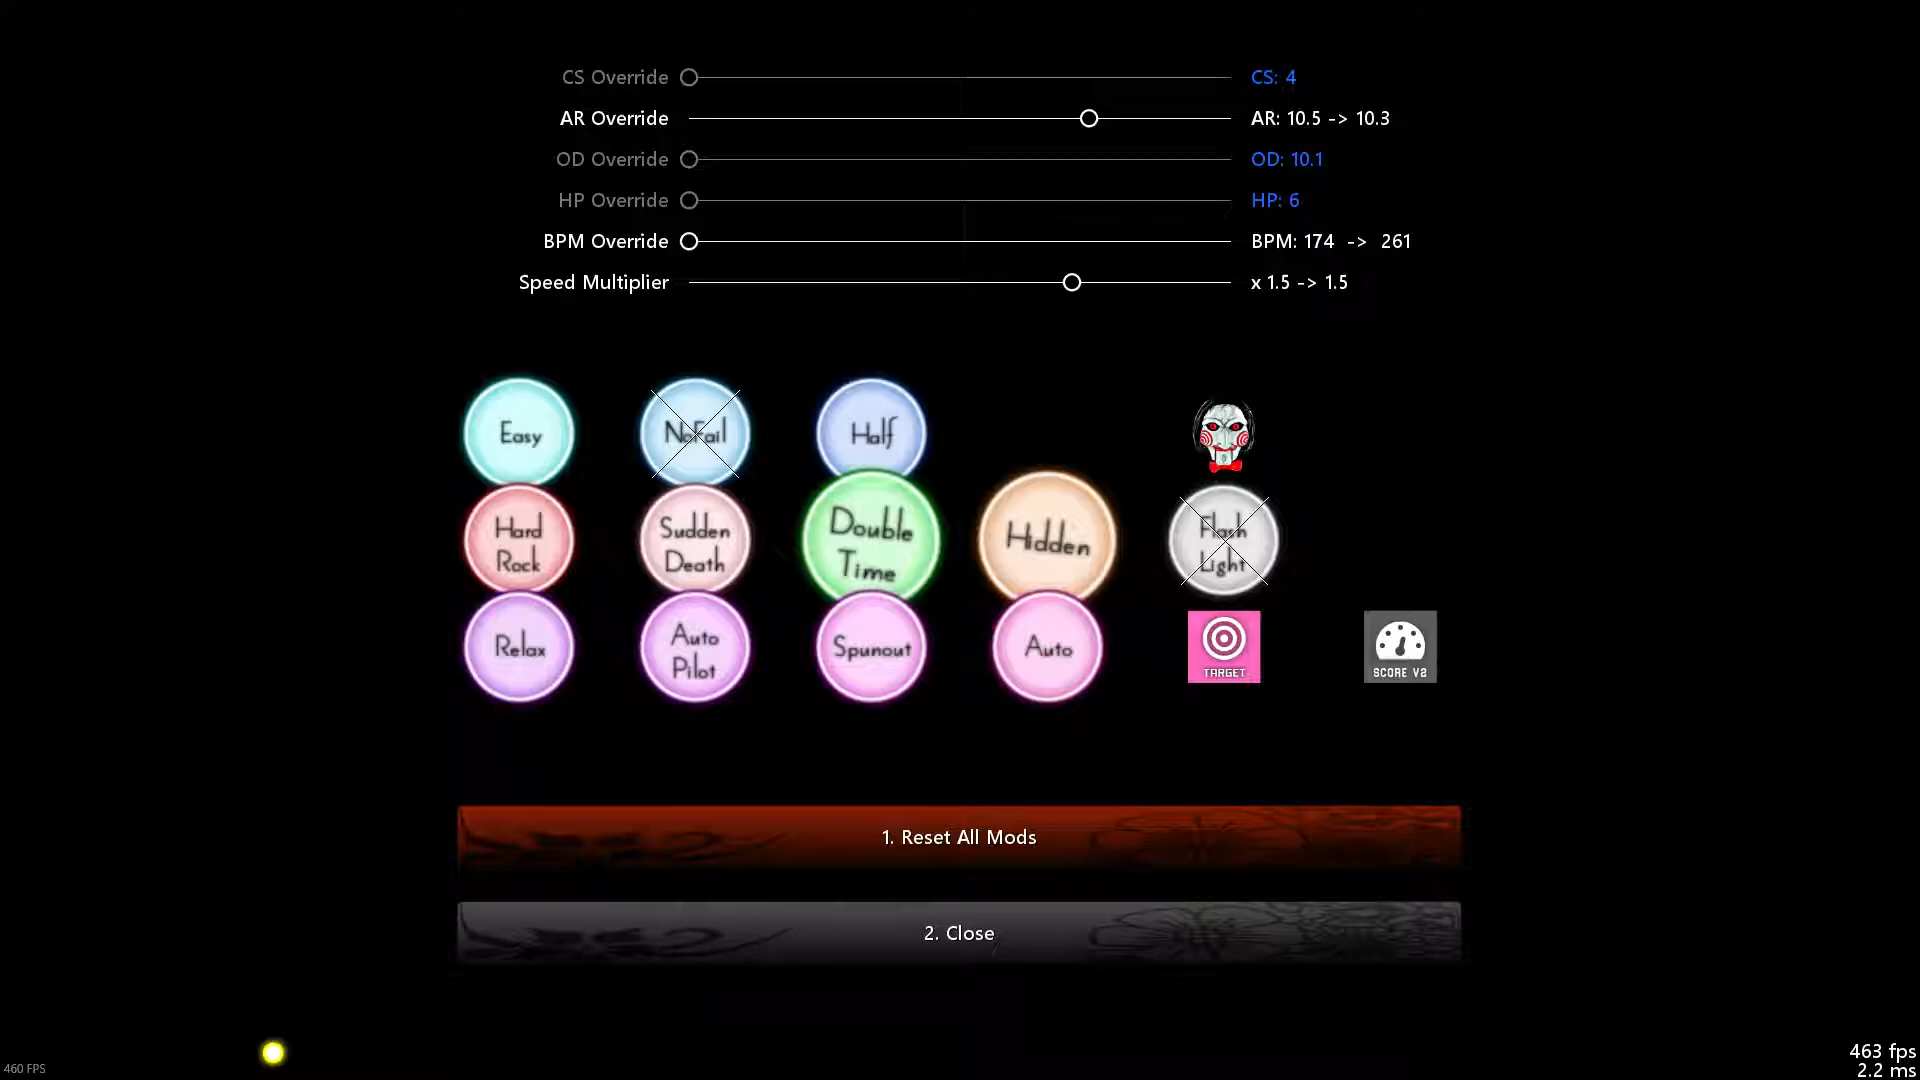 CS Override CS: 4
AR Override AR: 10.5 -> 10.3
OD Override OD: 10.1
HP Override HP: 6
BPM Override BPM: 174 -> 261
Speed Multiplier x 1.5 -> 1.5
Easy NoFail Half
Hard Rock Sudden Death Double Time Hidden Flash Light
Relax Auto Pilot Spunout Auto TARGET SCORE V2
1. Reset All Mods
2. Close
460 FPS
463 fps
2.2 ms